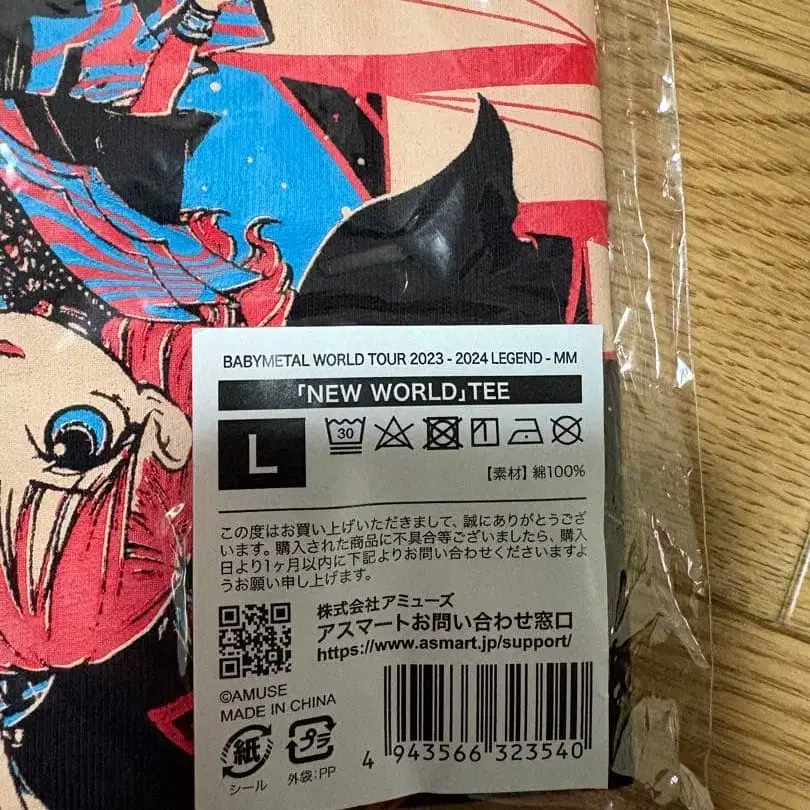 BABYMETAL WORLD TOUR 2023 - 2024 LEGEND - MM
「NEW WORLD」TEE
L
30
【素材】綿100%
この度はお買い上げいただきまして、誠にありがとうござ
います。購入された商品に不具合等ございましたら、購入
日より1ヶ月以内に下記よりお問い合わせくださいますよ
うお願い申し上げます。
株式会社アミューズ
アスマートお問い合わせ窓口
https://www.asmart.jp/support/
©AMUSE
MADE IN CHINA
紙
シール
プラ
外袋:PP
4 943566 323540